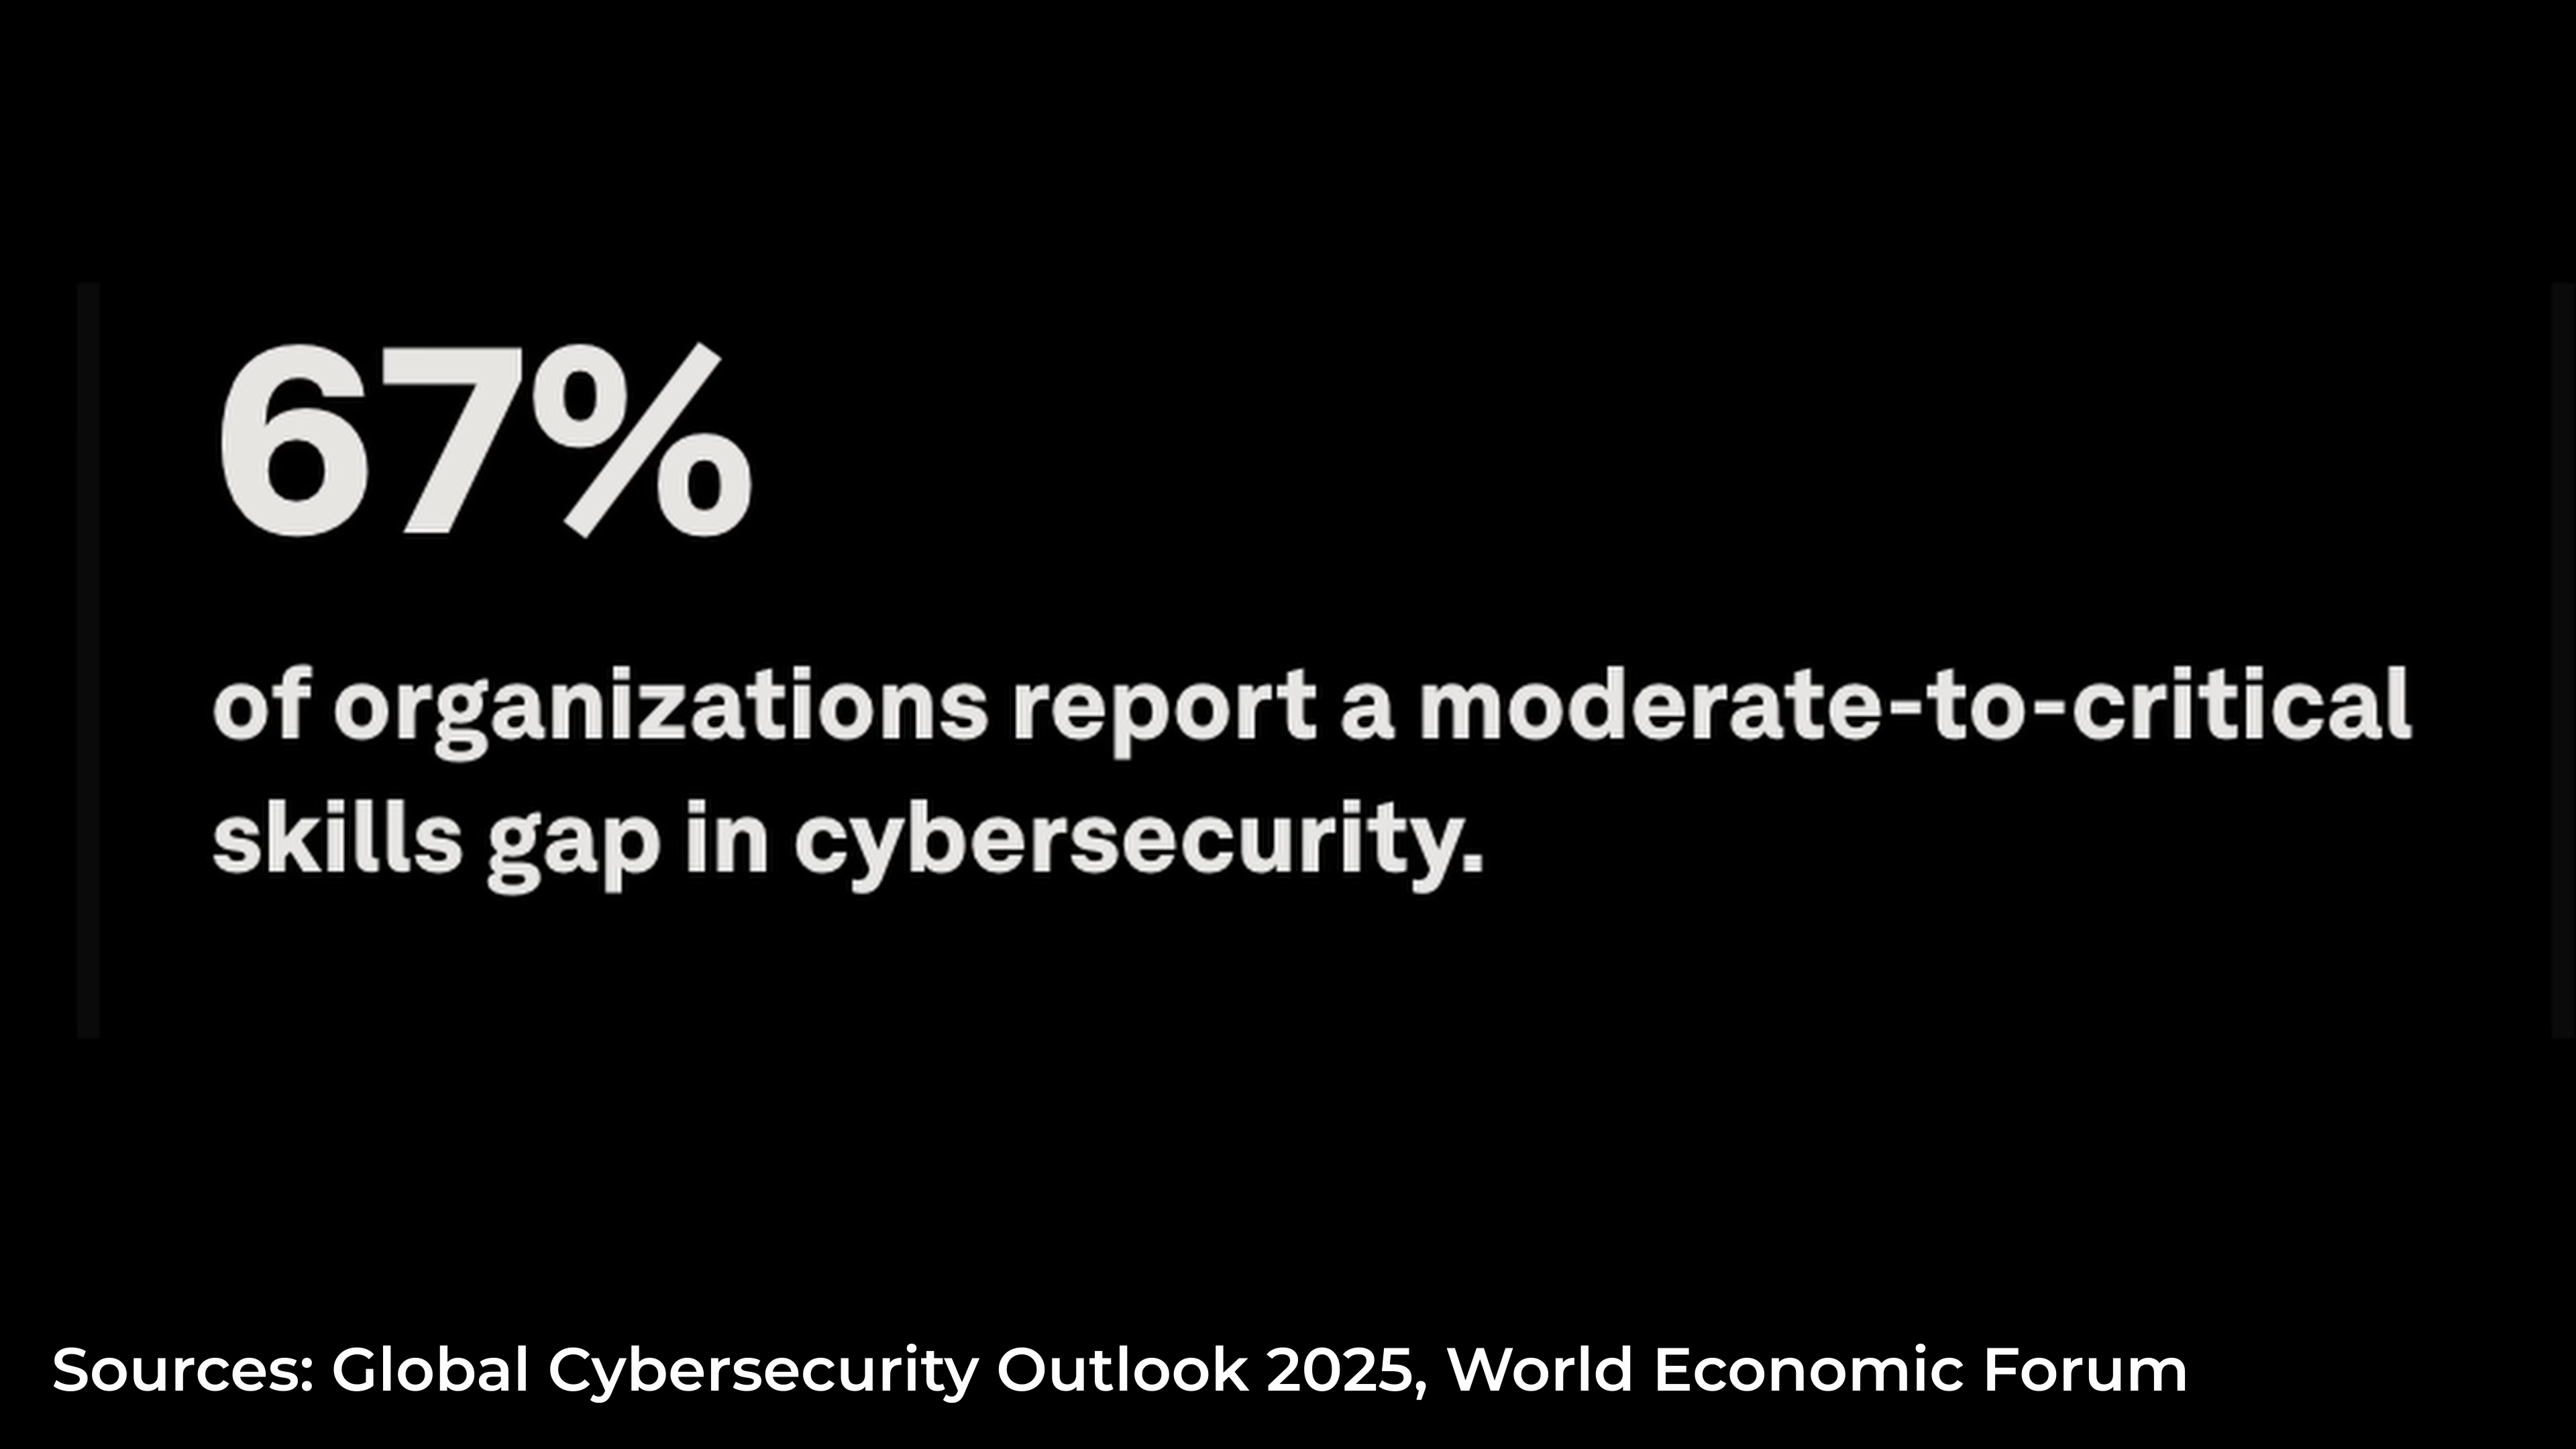 67%
of organizations report a moderate-to-critical
skills gap in cybersecurity.
Sources: Global Cybersecurity Outlook 2025, World Economic Forum